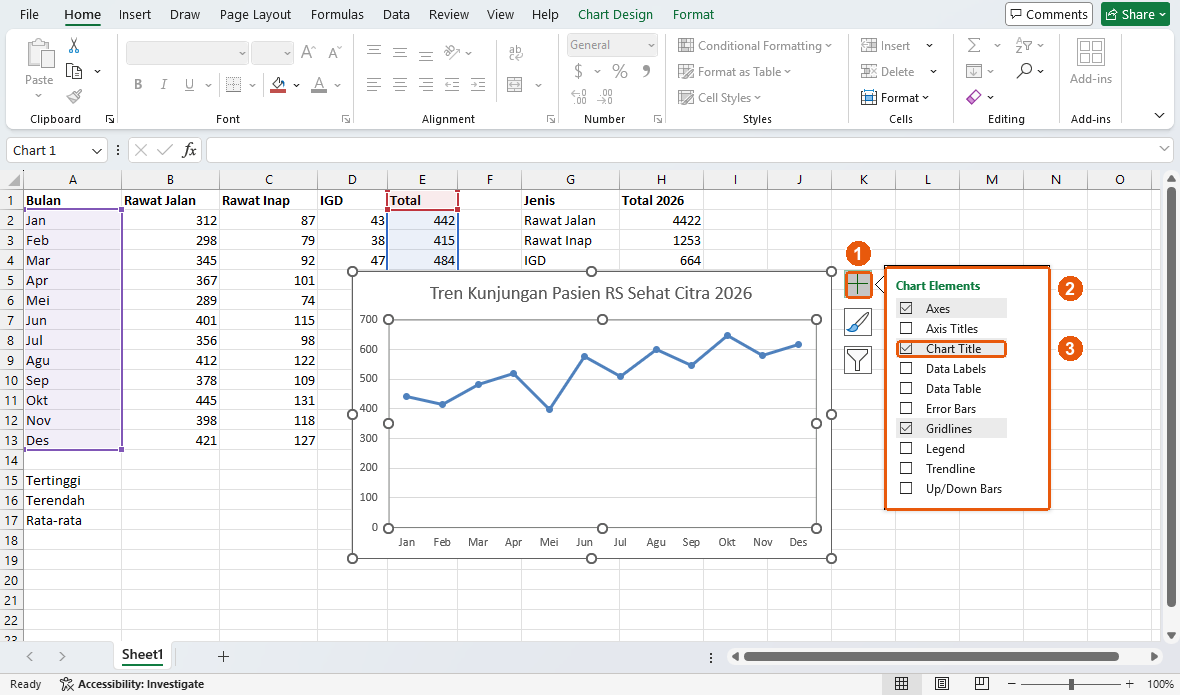 File Home Insert Draw Page Layout Formulas Data Review View Help Chart Design Format Comments Share
Paste General Conditional Formatting Insert Add-ins
$ % 9 Format as Table Delete
B I U A Cell Styles Format
Clipboard Font Alignment Number Styles Cells Editing Add-ins
Chart 1 fx
A B C D E F G H I J K L M N O
1 Bulan Rawat Jalan Rawat Inap IGD Total Jenis Total 2026
2 Jan 312 87 43 442 Rawat Jalan 4422
3 Feb 298 79 38 415 Rawat Inap 1253
4 Mar 345 92 47 484 IGD 664
5 Apr 367 101
6 Mei 289 74
7 Jun 401 115
8 Jul 356 98
9 Agu 412 122
10 Sep 378 109
11 Okt 445 131
12 Nov 398 118
13 Des 421 127
14
15 Tertinggi
16 Terendah
17 Rata-rata
18
19
20
21
22
23
Tren Kunjungan Pasien RS Sehat Citra 2026
700
600
500
400
300
200
100
0
Jan Feb Mar Apr Mei Jun Jul Agu Sep Okt Nov Des
1
2
3
Chart Elements
Axes
Axis Titles
Chart Title
Data Labels
Data Table
Error Bars
Gridlines
Legend
Trendline
Up/Down Bars
Sheet1
Ready Accessibility: Investigate 100%